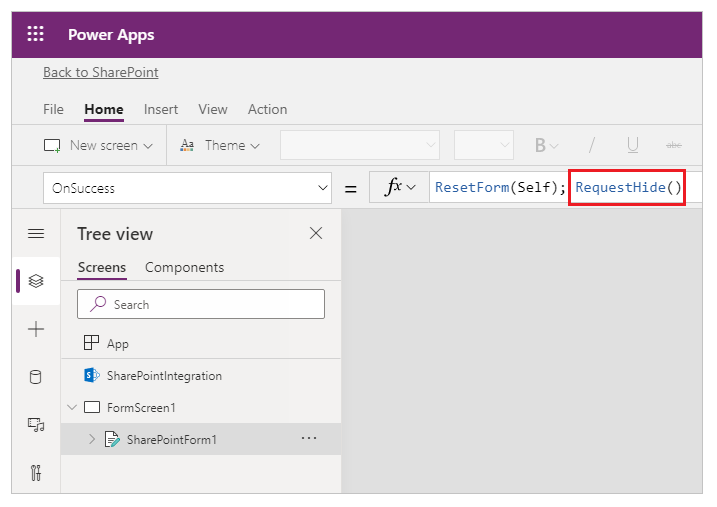 Power Apps
Back to SharePoint
File Home Insert View Action
New screen Aa Theme B / U abc
OnSuccess = fx ResetForm(Self); RequestHide()
Tree view
Screens Components
Search
App
S SharePointIntegration
FormScreen1
SharePointForm1 ...